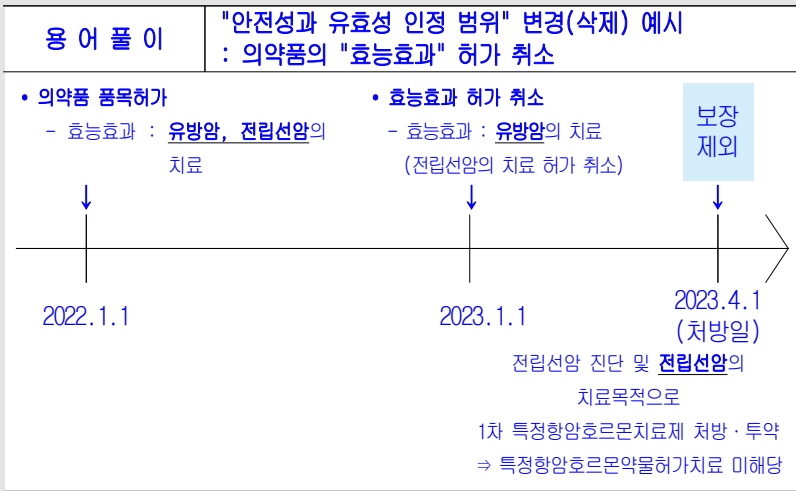 용어풀이
"안전성과 유효성 인정 범위" 변경(삭제) 예시
: 의약품의 "효능효과" 허가 취소
• 의약품 품목허가
- 효능효과 : 유방암, 전립선암의
치료
• 효능효과 허가 취소
- 효능효과 : 유방암의 치료
(전립선암의 치료 허가 취소)
보장
제외
↓
↓
↓
2022.1.1
2023.1.1
2023.4.1
(처방일)
전립선암 진단 및 전립선암의
치료목적으로
1차 특정항암호르몬치료제 처방·투약
⇒ 특정항암호르몬약물허가치료 미해당